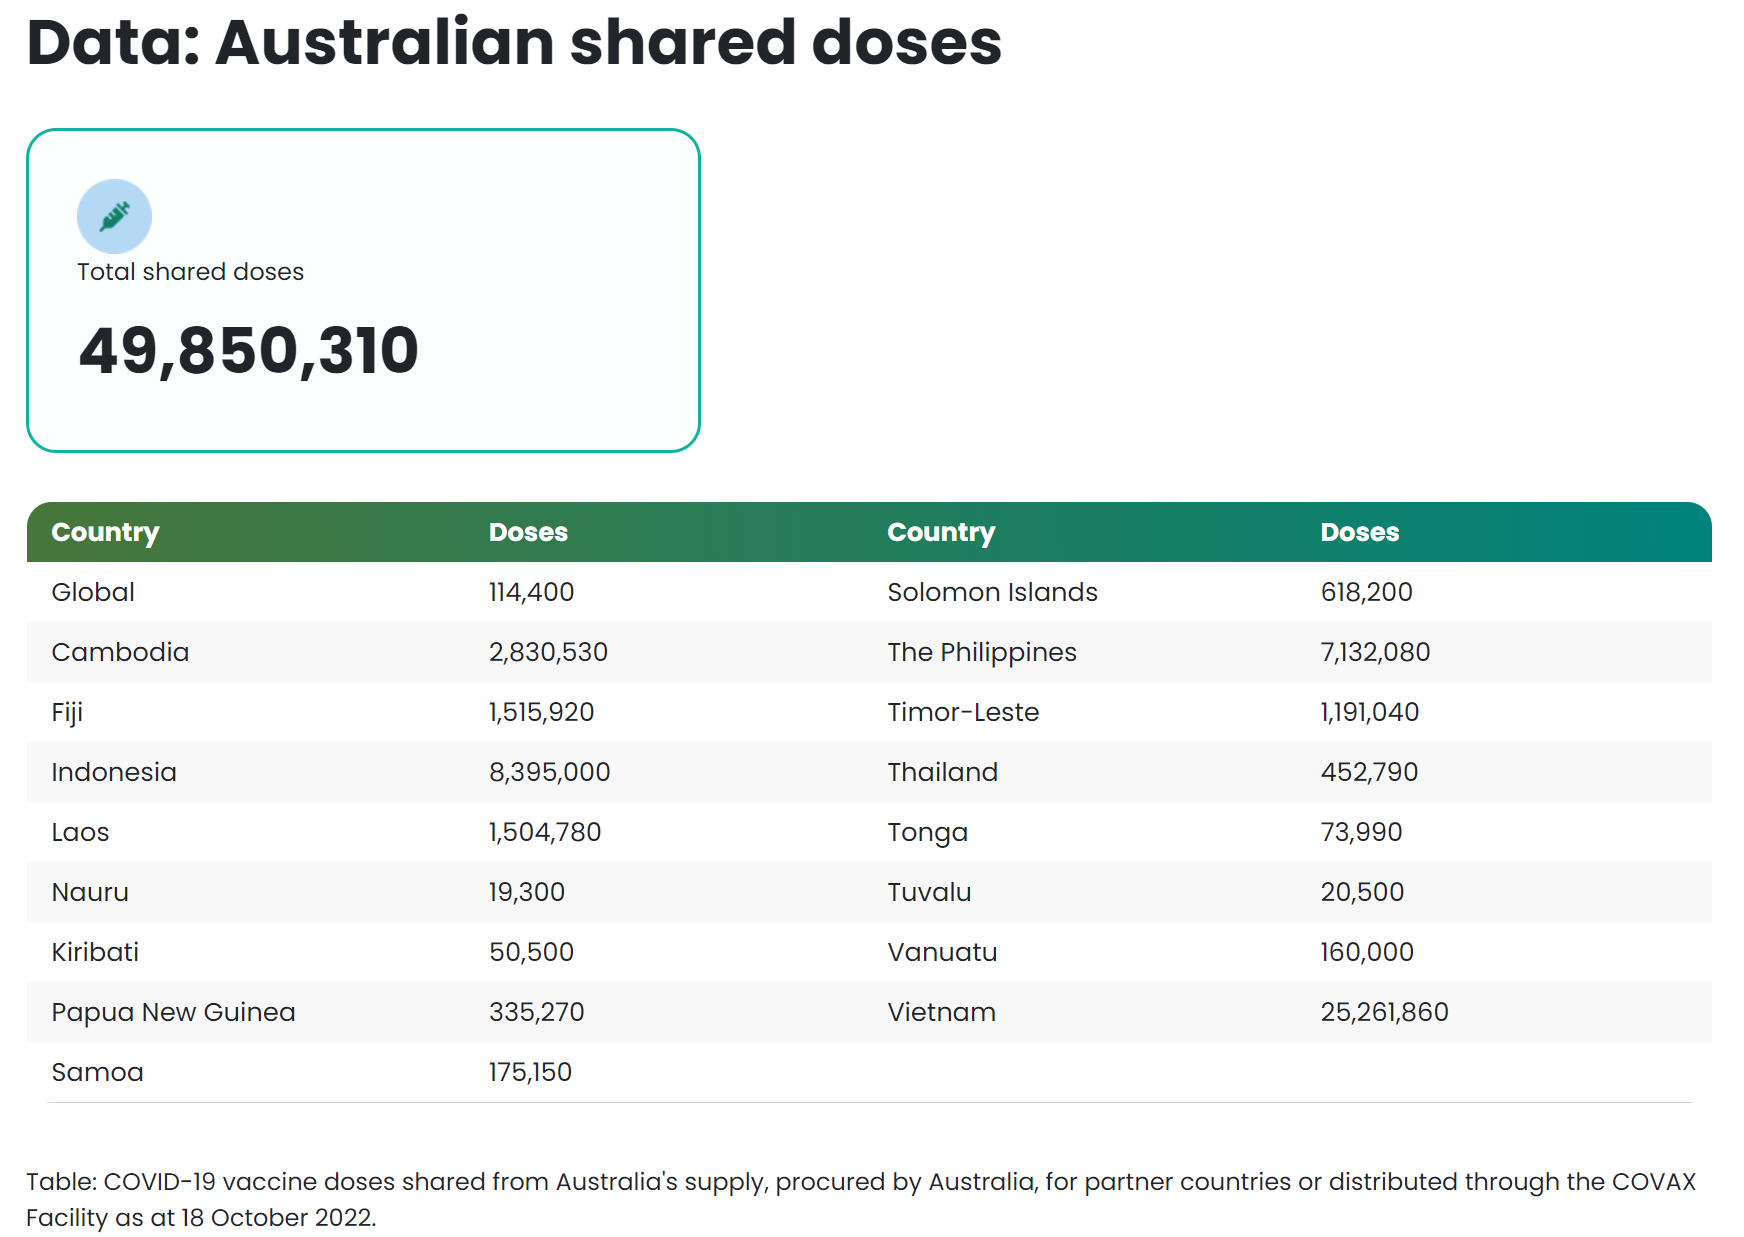 Data: Australian shared doses
Total shared doses
49,850,310
Country Doses Country Doses
Global 114,400 Solomon Islands 618,200
Cambodia 2,830,530 The Philippines 7,132,080
Fiji 1,515,920 Timor-Leste 1,191,040
Indonesia 8,395,000 Thailand 452,790
Laos 1,504,780 Tonga 73,990
Nauru 19,300 Tuvalu 20,500
Kiribati 50,500 Vanuatu 160,000
Papua New Guinea 335,270 Vietnam 25,261,860
Samoa 175,150
Table: COVID-19 vaccine doses shared from Australia's supply, procured by Australia, for partner countries or distributed through the COVAX
Facility as at 18 October 2022.